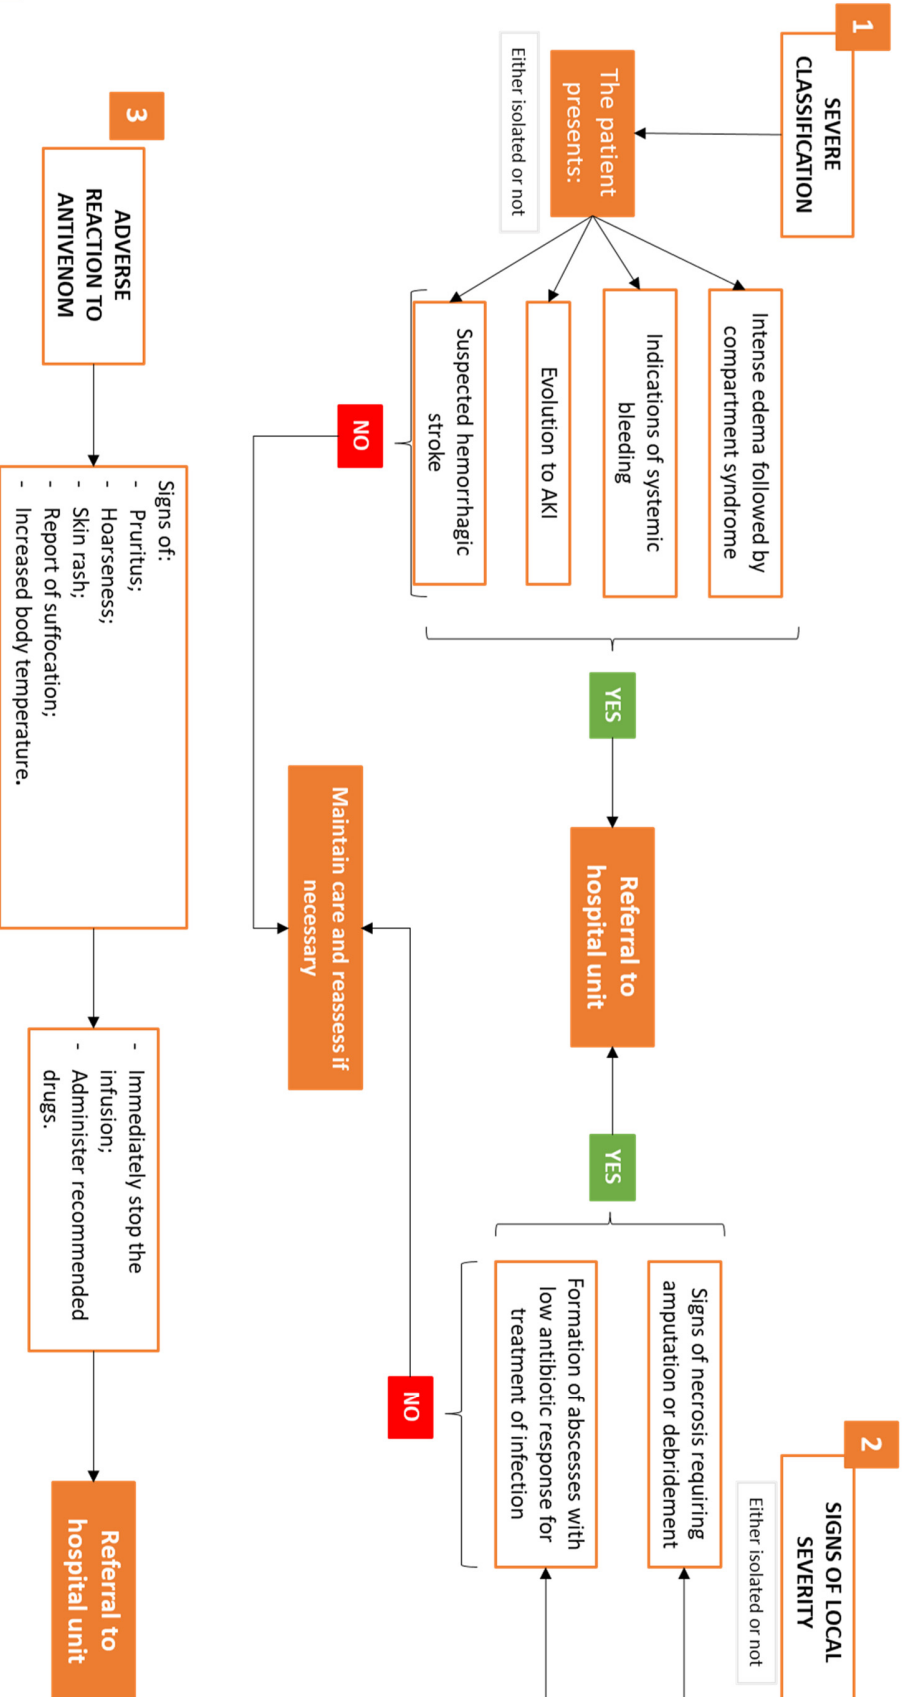 1
SEVERE
CLASSIFICATION
The patient
presents:
Either isolated or not
Intense edema followed by
compartment syndrome
Indications of systemic
bleeding
Evolution to AKI
Suspected hemorrhagic
stroke
YES
NO
Referral to
hospital unit
Maintain care and reassess if
necessary
2
SIGNS OF LOCAL
SEVERITY
Either isolated or not
Signs of necrosis requiring
amputation or debridement
Formation of abscesses with
low antibiotic response for
treatment of infection
YES
NO
3
ADVERSE
REACTION TO
ANTIVENOM
Signs of:
- Pruritus;
- Hoarseness;
- Skin rash;
- Report of suffocation;
- Increased body temperature.
- Immediately stop the
infusion;
- Administer recommended
drugs.
Referral to
hospital unit